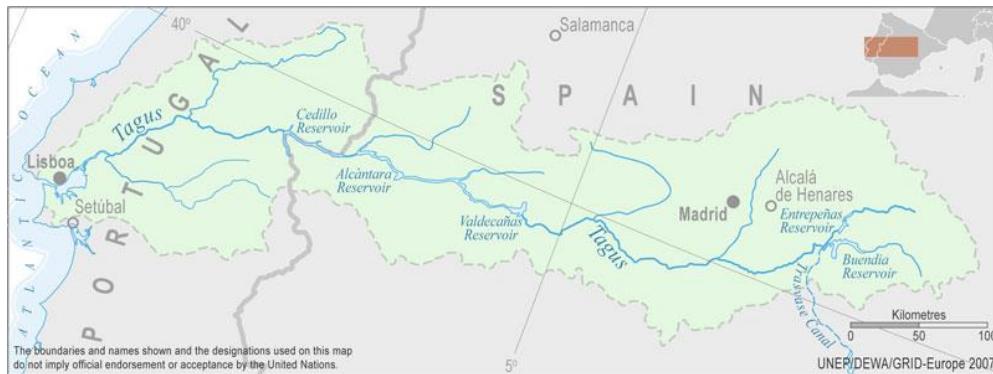 40º
Salamanca
ATLANTIC OCEAN
PORTUGAL
SPAIN
Tagus
Cedillo
Reservoir
Lisboa
Alcántara
Reservoir
Setúbal
Valdecañas
Reservoir
Tagus
Madrid
Alcalá
de Henares
Entrepeñas
Reservoir
Buendia
Reservoir
Trasvase Canal
Kilometres
0 50 100
5º
The boundaries and names shown and the designations used on this map
do not imply official endorsement or acceptance by the United Nations.
UNEP/DEWA/GRID-Europe 2007